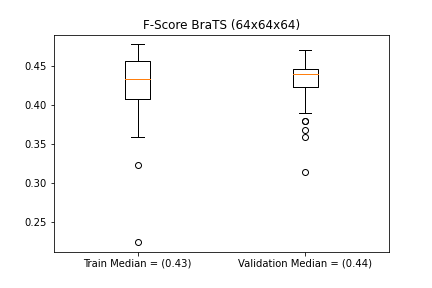 F-Score BraTS (64x64x64)
0.45
0.40
0.35
0.30
0.25
Train Median = (0.43) Validation Median = (0.44)